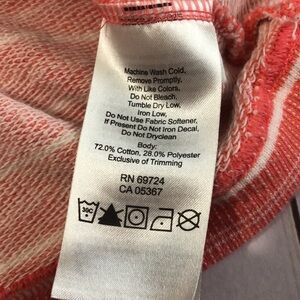 Machine Wash Cold,
Remove Promptly,
With Like Colors,
Do Not Bleach,
Tumble Dry Low,
Iron Low,
Do Not Use Fabric Softener,
If Present Do Not Iron Decal,
Do Not Dryclean
Body:
72.0% Cotton, 28.0% Polyester
Exclusive of Trimming
RN 69724
CA 05367
30C